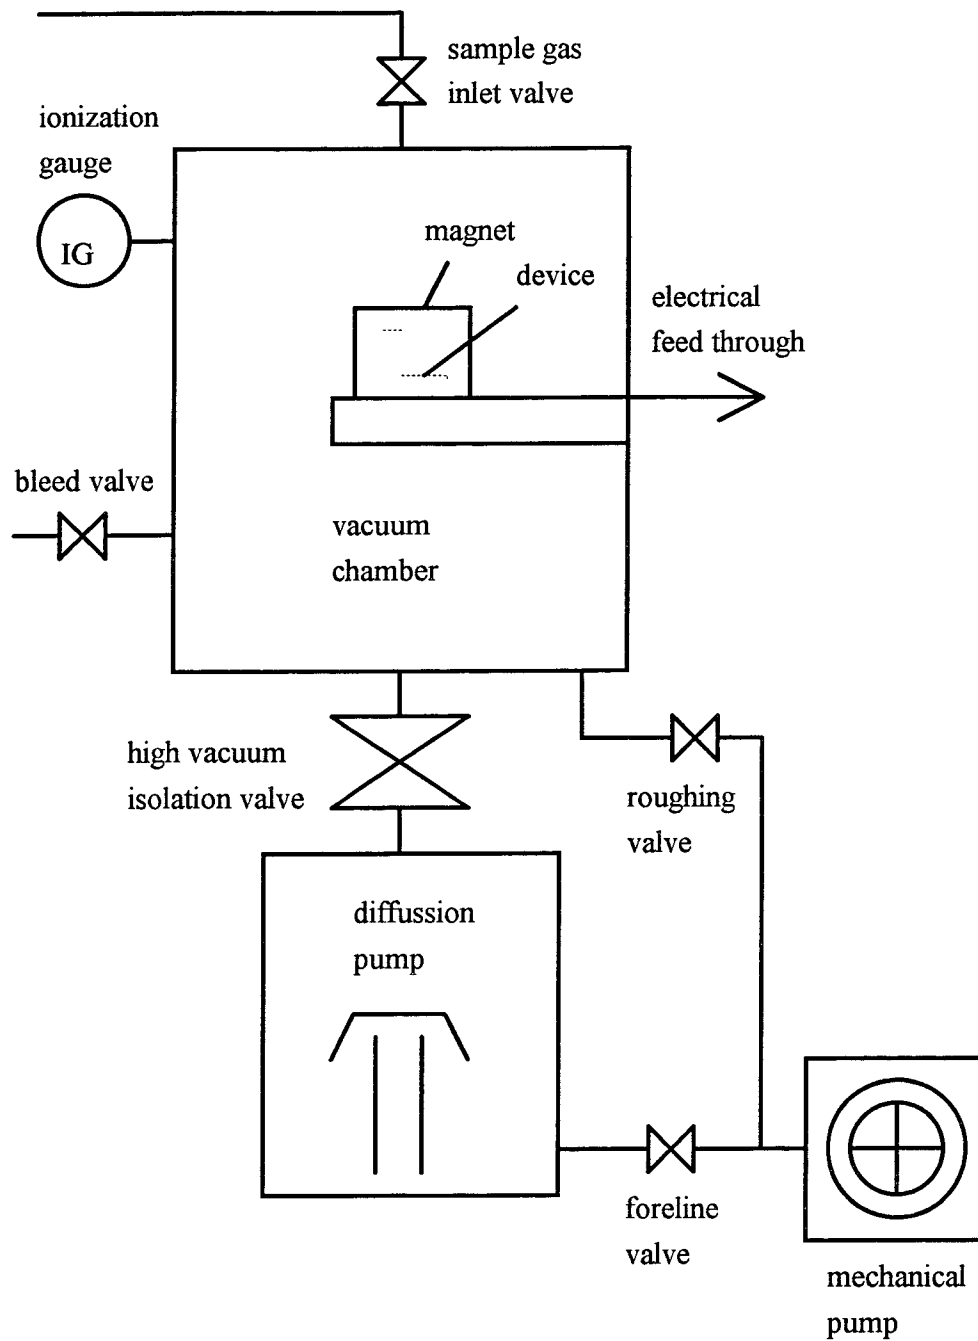 sample gas
inlet valve
ionization
gauge
IG
magnet
device
electrical
feed through
bleed valve
vacuum
chamber
high vacuum
isolation valve
roughing
valve
diffussion
pump
foreline
valve
mechanical
pump